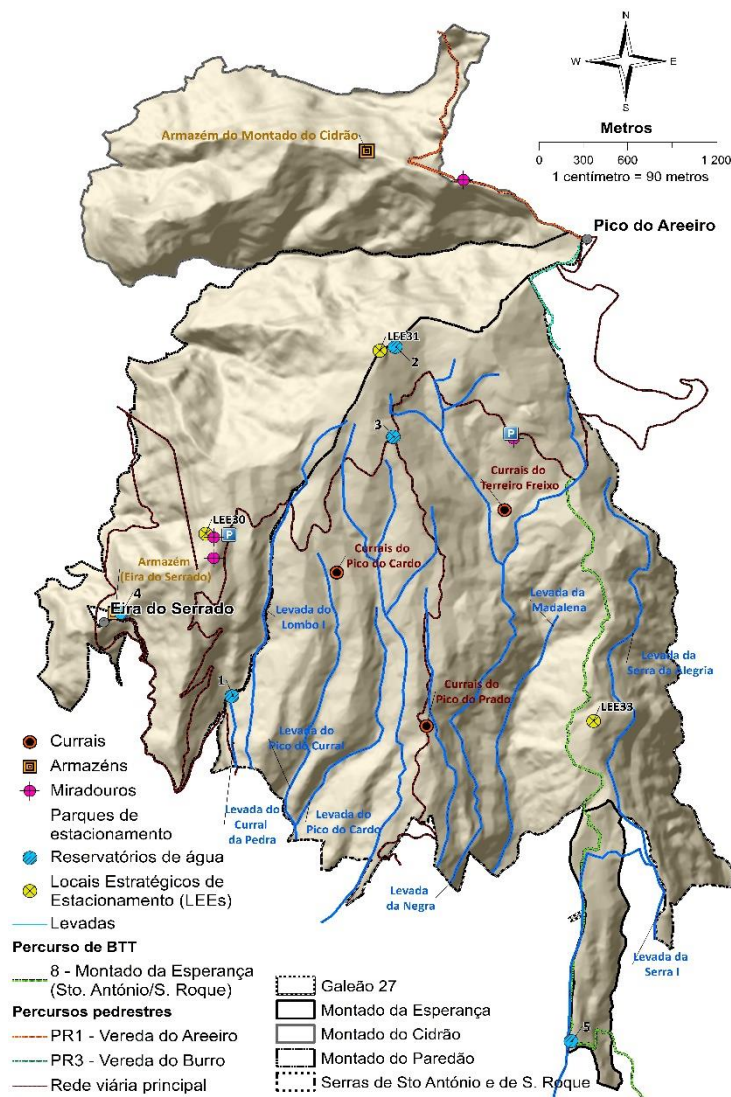 N
W E
S
Metros
0 300 600 1 200
1 centímetro = 90 metros
Armazém do Montado do Cidrão
Pico do Areeiro
LEE31
2
3
P
Currais do
Terreiro Freixo
LEE30
P
Currais do
Pico do Cardo
Armazém
(Eira do Serrado)
4
Eira do Serrado
Levada do
Lombo I
Levada da
Madalena
Levada da
Serra da Alegria
1
Currais do
Pico do Prado
LEE33
Levada do
Pico do Curral
Levada do
Curral
da Pedra
Levada do
Pico do Cardo
Levada
da Negra
Levada da
Serra I
5
Currais
Armazéns
Miradouros
Parques de
estacionamento
Reservatórios de água
Locais Estratégicos de
Estacionamento (LEEs)
Levadas
Percurso de BTT
8 - Montado da Esperança
(Sto. António/S. Roque)
Percursos pedestres
PR1 - Vereda do Areeiro
PR3 - Vereda do Burro
Rede viária principal
Galeão 27
Montado da Esperança
Montado do Cidrão
Montado do Paredão
Serras de Sto António e de S. Roque